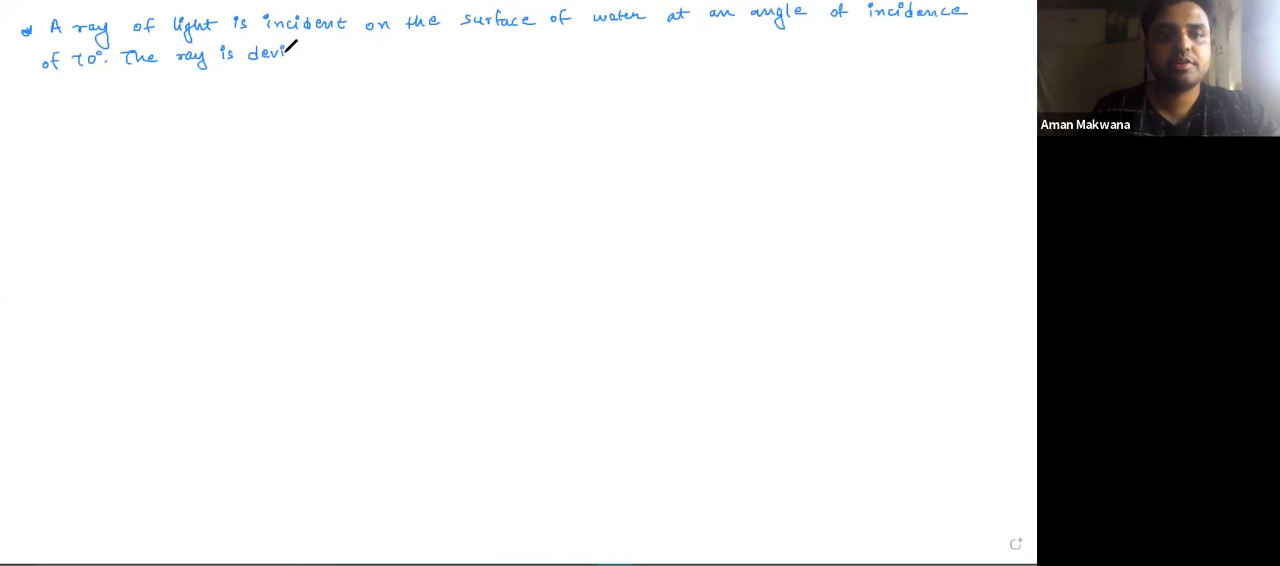 A ray of light is incident on the surface of water at an angle of incidence
of 70°. The ray is devi
Aman Makwana